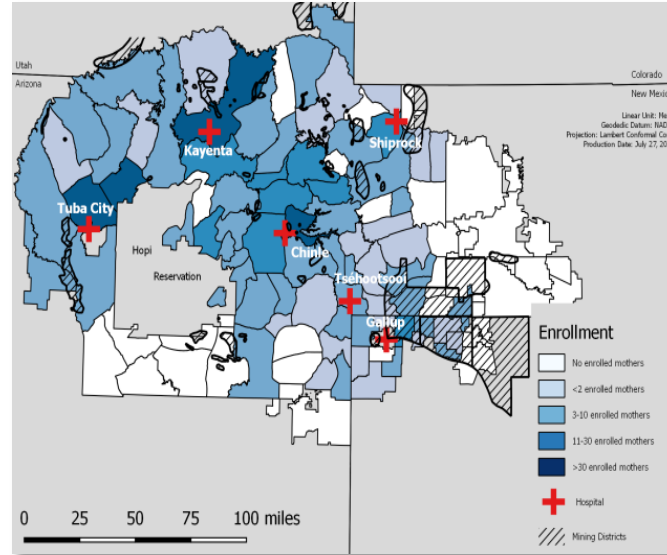 Utah
Arizona
Colorado
New Mexico
Linear Unit: Me
Geodedic Datum: NAD
Projection: Lambert Conformal Co
Production Date: July 27, 20
Kayenta
Shiprock
Tuba City
Hopi
Reservation
Chinle
Tsehootsooi
Gallup
Enrollment
No enrolled mothers
<2 enrolled mothers
3-10 enrolled mothers
11-30 enrolled mothers
>30 enrolled mothers
Hospital
Mining Districts
0 25 50 75 100 miles